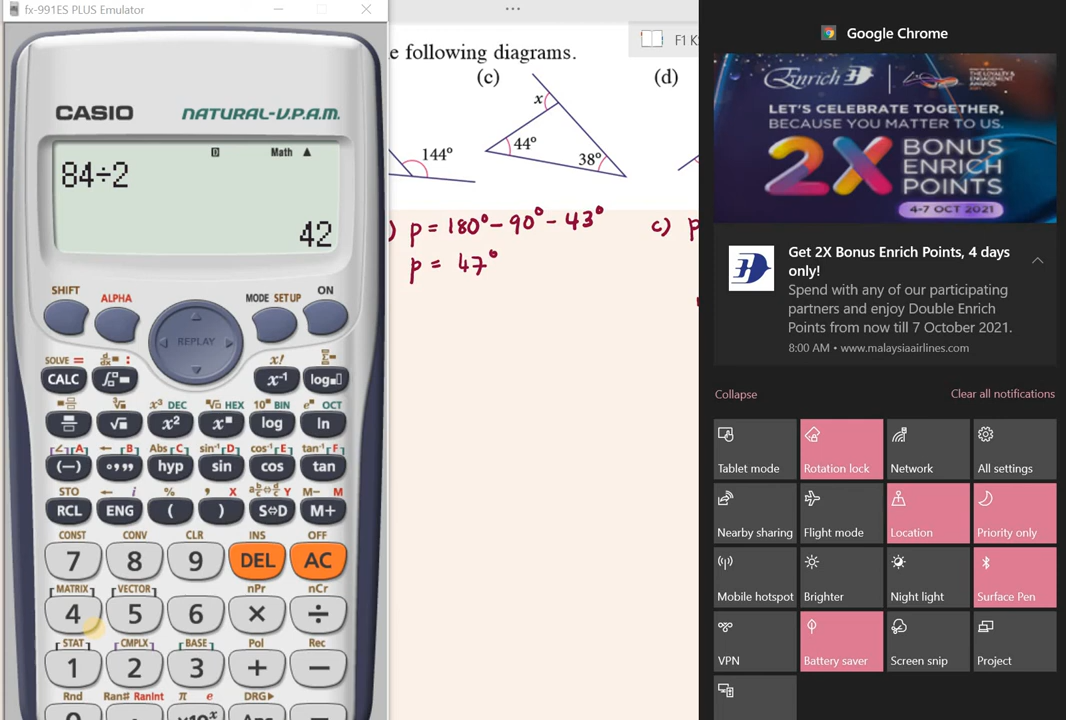 fx-991ES PLUS Emulator
CASIO
NATURAL-V.P.A.M.
D Math ▲
84÷2
42
SHIFT
ALPHA
MODE SETUP
ON
REPLAY
SOLVE =
x!
CALC
x⁻¹
log
x³ DEC
HEX
10ˣ BIN
eˣ OCT
√
x²
log
ln
Abs
sin⁻¹
cos⁻¹
tan⁻¹
(−)
hyp
sin
cos
tan
STO
← i
%
, X
Y
M− M
RCL
ENG
(
)
S⇔D
M+
CONST
CONV
CLR
INS
OFF
7
8
9
DEL
AC
MATRIX
VECTOR
nPr
nCr
4
5
6
×
÷
STAT
CMPLX
BASE
Pol
Rec
1
2
3
+
−
Rnd
Ran# RanInt
π e
DRG▶
e following diagrams.
F1 K
(c)
(d)
x
44°
38°
144°
) p = 180° − 90° − 43°
p = 47°
c) p
Google Chrome
Enrich
LET'S CELEBRATE TOGETHER,
BECAUSE YOU MATTER TO US.
2X BONUS
ENRICH
POINTS
4-7 OCT 2021
Get 2X Bonus Enrich Points, 4 days
only!
Spend with any of our participating
partners and enjoy Double Enrich
Points from now till 7 October 2021.
8:00 AM • www.malaysiaairlines.com
Collapse
Clear all notifications
Tablet mode
Rotation lock
Network
All settings
Nearby sharing
Flight mode
Location
Priority only
Mobile hotspot
Brighter
Night light
Surface Pen
VPN
Battery saver
Screen snip
Project